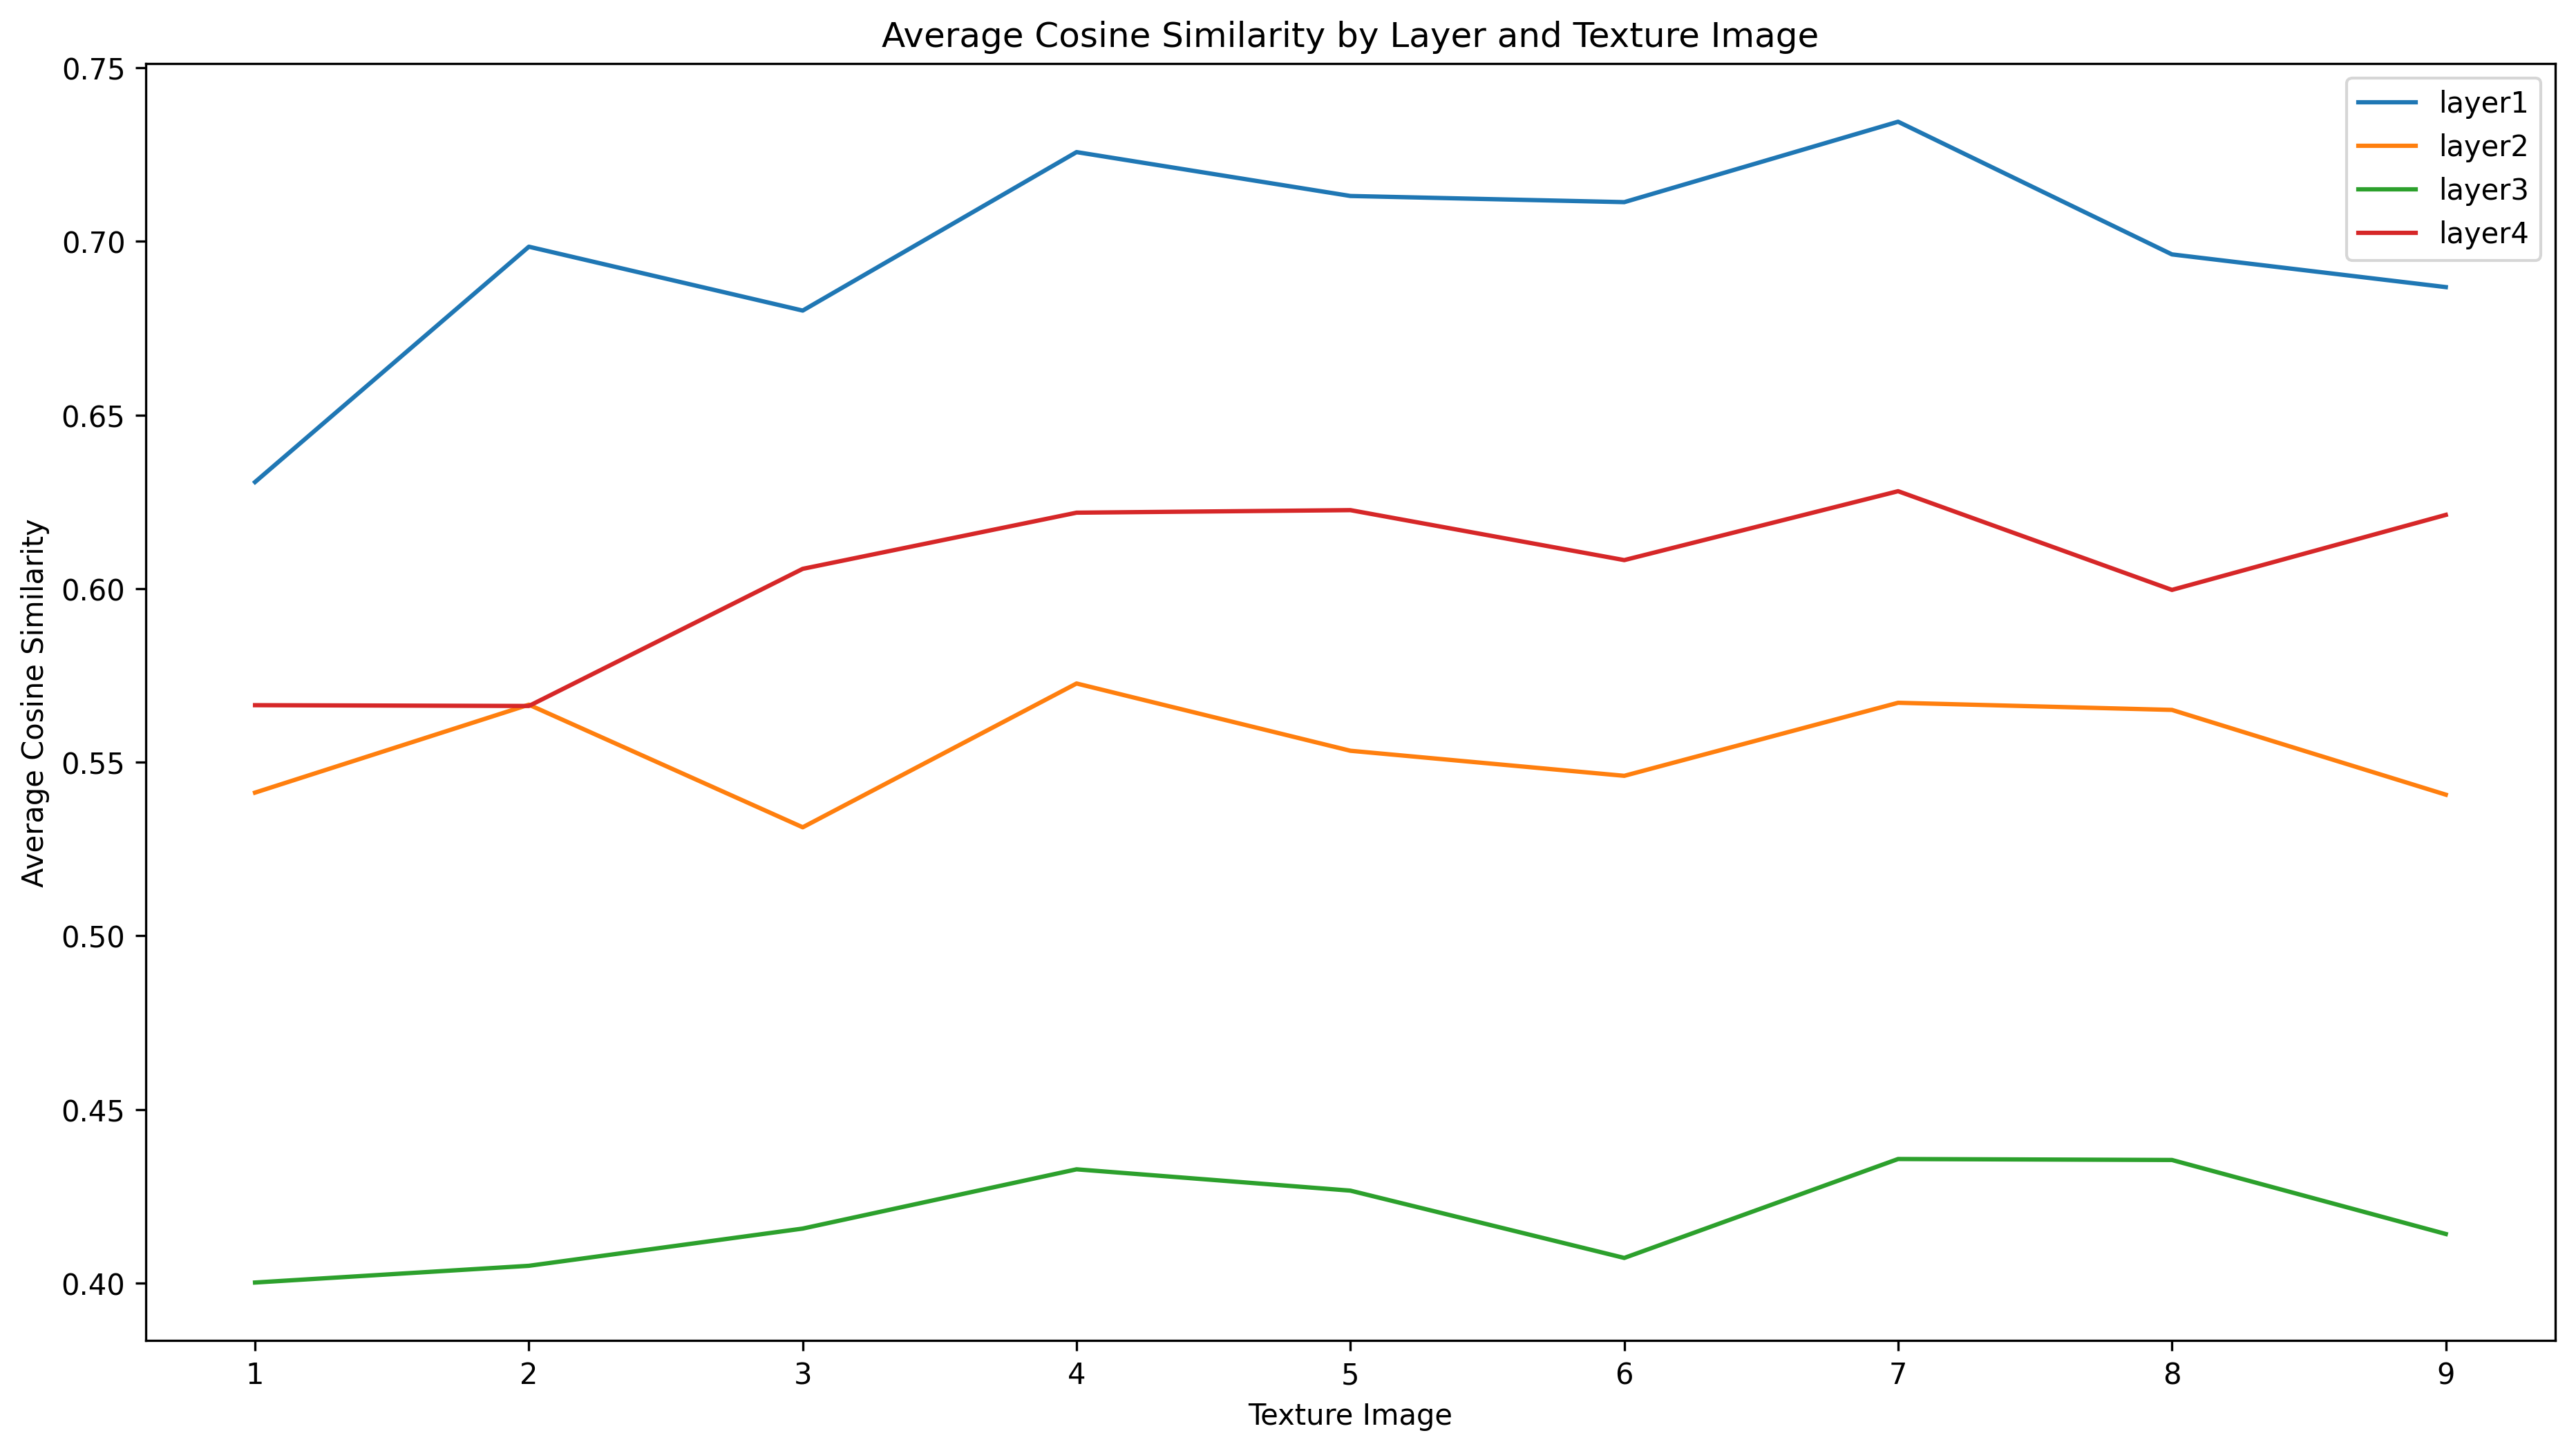 Average Cosine Similarity by Layer and Texture Image
layer1
layer2
layer3
layer4
Average Cosine Similarity
0.75
0.70
0.65
0.60
0.55
0.50
0.45
0.40
1 2 3 4 5 6 7 8 9
Texture Image